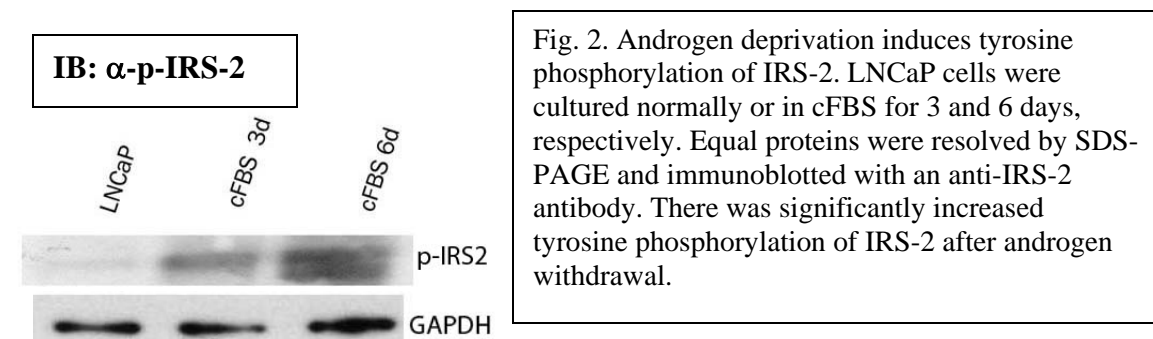 IB: α-p-IRS-2
LNCaP
cFBS 3d
cFBS 6d
p-IRS2
GAPDH
Fig. 2. Androgen deprivation induces tyrosine
phosphorylation of IRS-2. LNCaP cells were
cultured normally or in cFBS for 3 and 6 days,
respectively. Equal proteins were resolved by SDS-
PAGE and immunoblotted with an anti-IRS-2
antibody. There was significantly increased
tyrosine phosphorylation of IRS-2 after androgen
withdrawal.